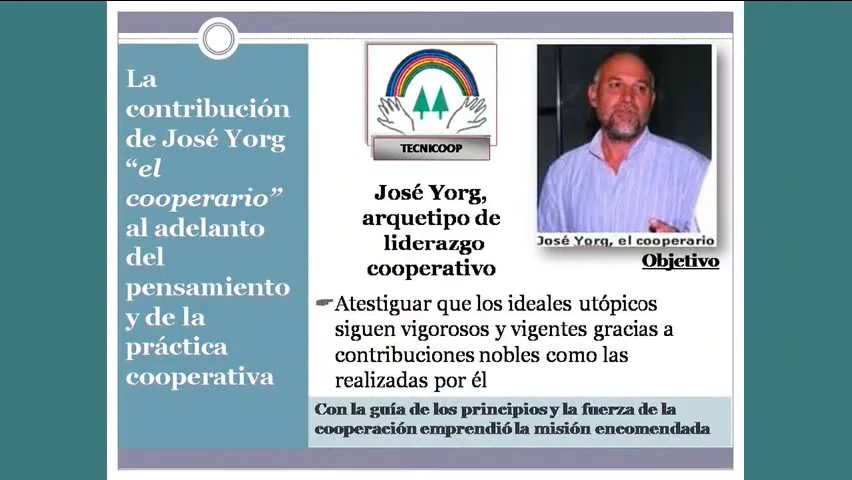 La
contribución
de José Yorg
“el
cooperario”
al adelanto
del
pensamiento
y de la
práctica
cooperativa
TECNICOOP
José Yorg,
arquetipo de
liderazgo
cooperativo
José Yorg, el cooperario
Objetivo
Atestiguar que los ideales utópicos
siguen vigorosos y vigentes gracias a
contribuciones nobles como las
realizadas por él
Con la guía de los principios y la fuerza de la
cooperación emprendió la misión encomendada